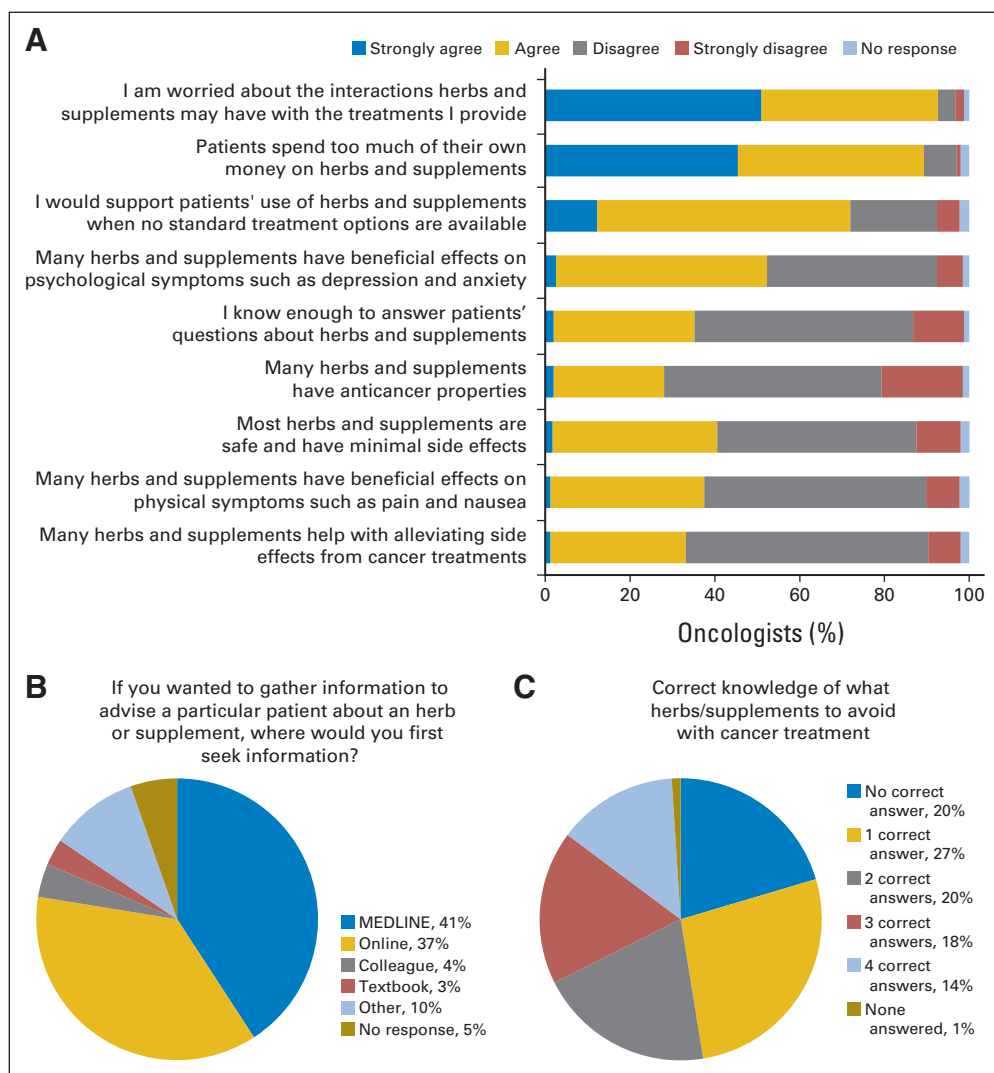 A
Strongly agree Agree Disagree Strongly disagree No response
I am worried about the interactions herbs and
supplements may have with the treatments I provide
Patients spend too much of their own
money on herbs and supplements
I would support patients' use of herbs and supplements
when no standard treatment options are available
Many herbs and supplements have beneficial effects on
psychological symptoms such as depression and anxiety
I know enough to answer patients’
questions about herbs and supplements
Many herbs and supplements
have anticancer properties
Most herbs and supplements are
safe and have minimal side effects
Many herbs and supplements have beneficial effects on
physical symptoms such as pain and nausea
Many herbs and supplements help with alleviating side
effects from cancer treatments
0 20 40 60 80 100
Oncologists (%)
B
If you wanted to gather information to
advise a particular patient about an herb
or supplement, where would you first
seek information?
MEDLINE, 41%
Online, 37%
Colleague, 4%
Textbook, 3%
Other, 10%
No response, 5%
C
Correct knowledge of what
herbs/supplements to avoid
with cancer treatment
No correct
answer, 20%
1 correct
answer, 27%
2 correct
answers, 20%
3 correct
answers, 18%
4 correct
answers, 14%
None
answered, 1%